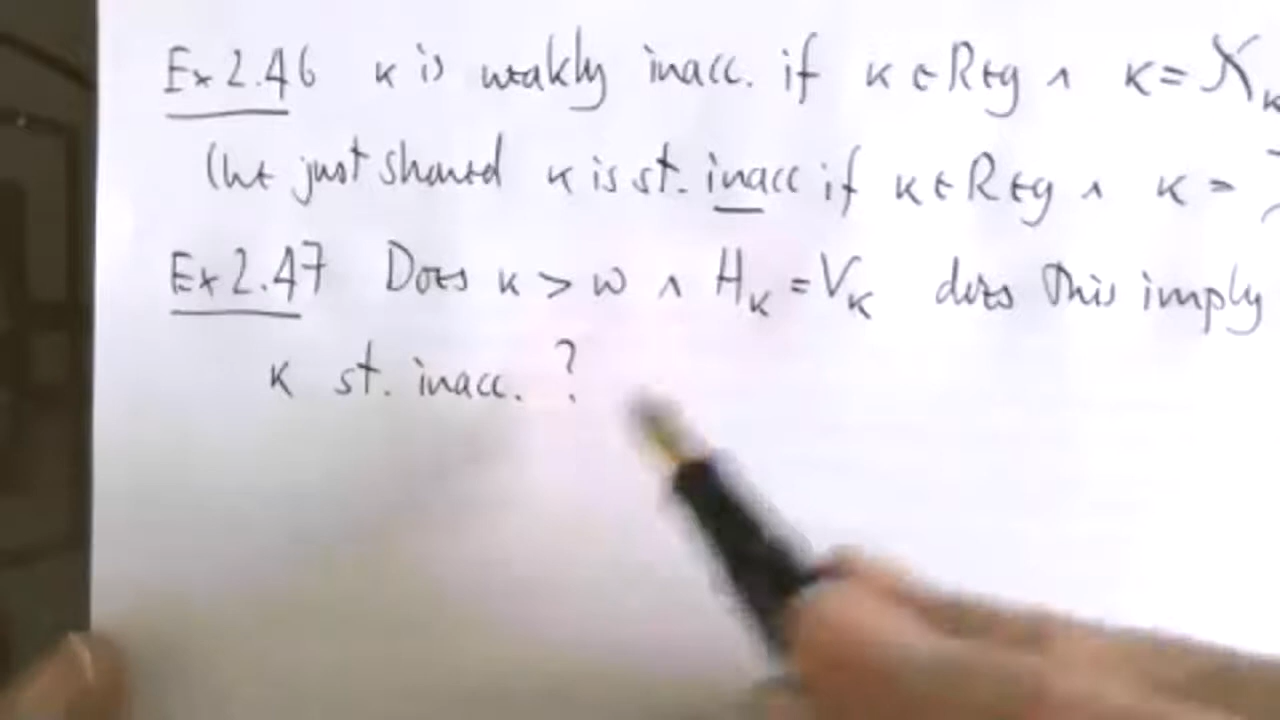 Ex 2.46 κ is weakly inacc. if κ ∈ Reg ∧ κ = ℵκ
(We just showed κ is st. inacc if κ ∈ Reg ∧ κ =
Ex 2.47 Does κ > ω ∧ Hκ = Vκ does this imply
κ st. inacc. ?